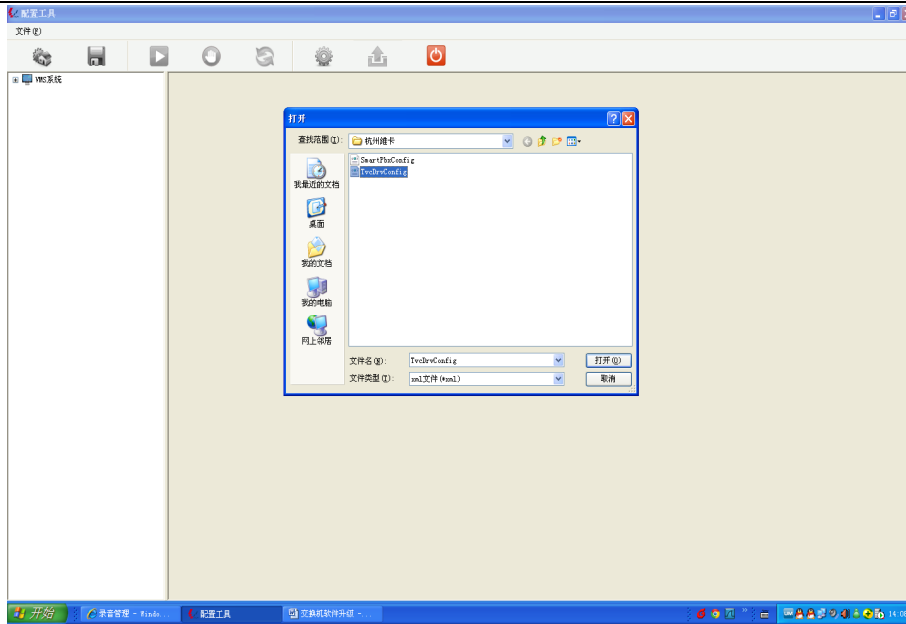 配置工具
文件(F)
VMS系统
打开
查找范围(I):
杭州維卡
SmartPbxConfig
TvcDrvConfig
我最近的文档
桌面
我的文档
我的电脑
网上邻居
文件名(N):
TvcDrvConfig
打开(O)
文件类型(T):
xml文件(*xml)
取消
开始
录音管理 - Windo...
配置工具
交换机软件升级 -...
14:08